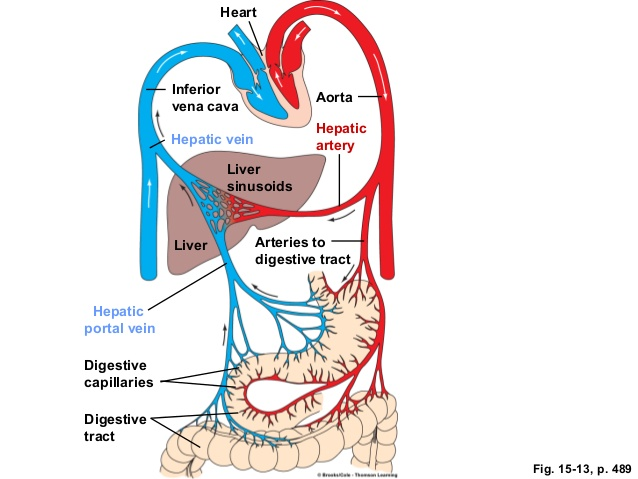 Heart
Inferior
vena cava
Aorta
Hepatic
artery
Hepatic vein
Liver
sinusoids
Liver
Arteries to
digestive tract
Hepatic
portal vein
Digestive
capillaries
Digestive
tract
© Brooks/Cole - Thomson Learning
Fig. 15-13, p. 489